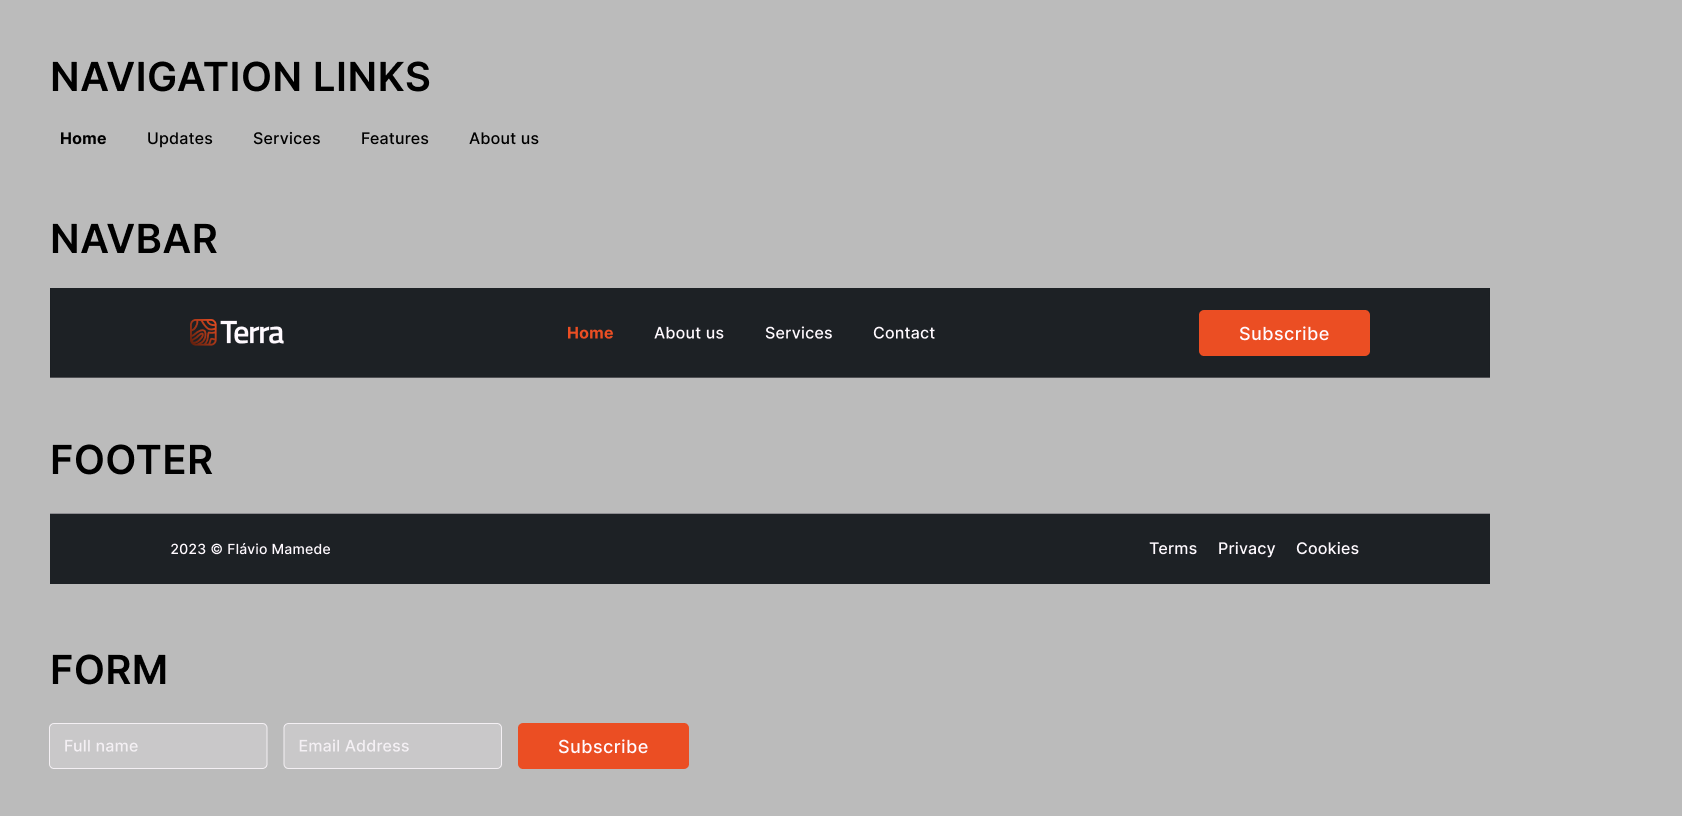 NAVIGATION LINKS
Home Updates Services Features About us
NAVBAR
Terra Home About us Services Contact Subscribe
FOOTER
2023 © Flávio Mamede Terms Privacy Cookies
FORM
Full name Email Address Subscribe